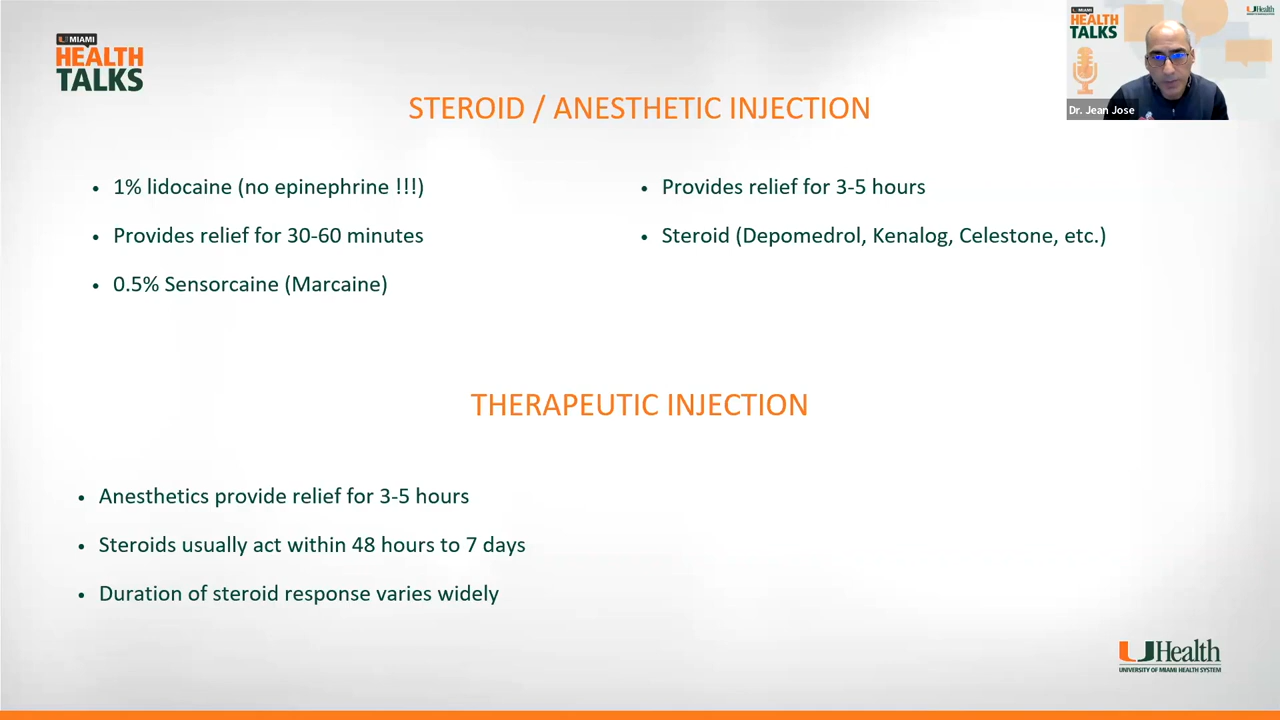 U MIAMI
HEALTH
TALKS
STEROID / ANESTHETIC INJECTION
• 1% lidocaine (no epinephrine !!!)
• Provides relief for 30-60 minutes
• 0.5% Sensorcaine (Marcaine)
• Provides relief for 3-5 hours
• Steroid (Depomedrol, Kenalog, Celestone, etc.)
THERAPEUTIC INJECTION
• Anesthetics provide relief for 3-5 hours
• Steroids usually act within 48 hours to 7 days
• Duration of steroid response varies widely
MIAMI
HEALTH
TALKS
UHealth
Dr. Jean Jose
UHealth
UNIVERSITY OF MIAMI HEALTH SYSTEM